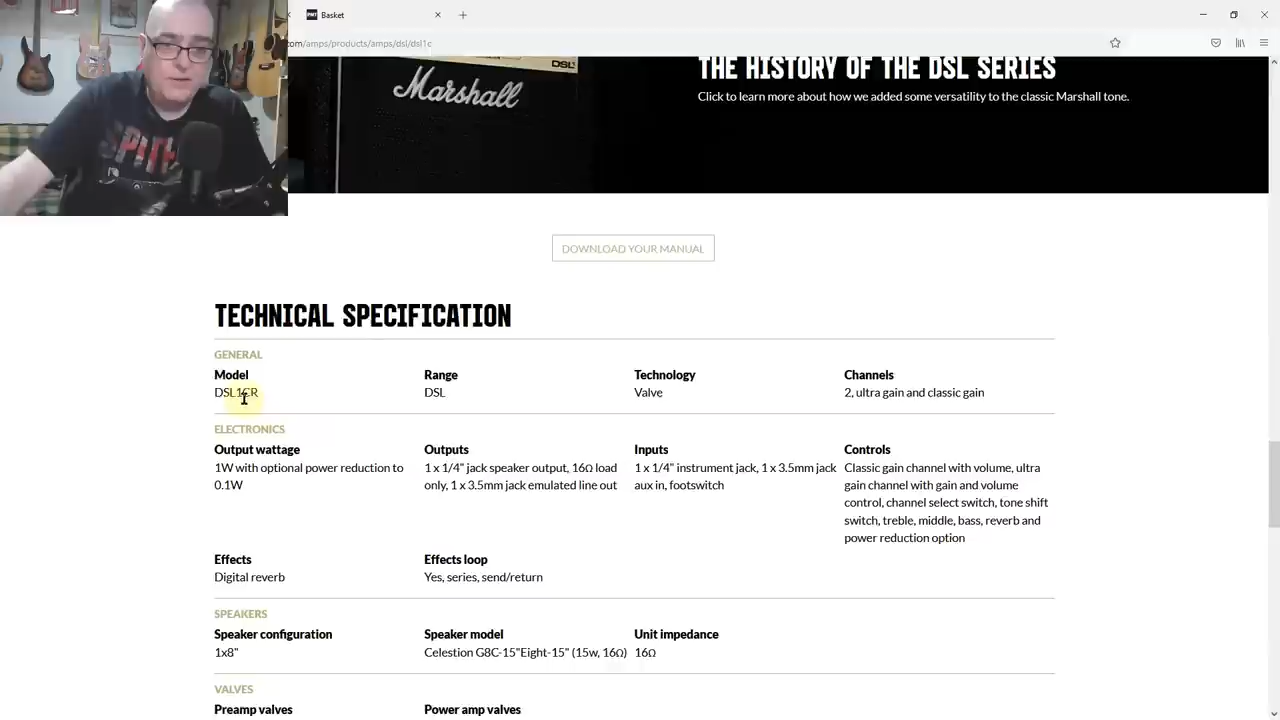 Basket
com/amps/products/amps/dsl/dsl1c
DSL
Marshall
THE HISTORY OF THE DSL SERIES
Click to learn more about how we added some versatility to the classic Marshall tone.
DOWNLOAD YOUR MANUAL
TECHNICAL SPECIFICATION
GENERAL
Model
DSL1CR
Range
DSL
Technology
Valve
Channels
2, ultra gain and classic gain
ELECTRONICS
Output wattage
1W with optional power reduction to
0.1W
Outputs
1 x 1/4" jack speaker output, 16Ω load
only, 1 x 3.5mm jack emulated line out
Inputs
1 x 1/4" instrument jack, 1 x 3.5mm jack
aux in, footswitch
Controls
Classic gain channel with volume, ultra
gain channel with gain and volume
control, channel select switch, tone shift
switch, treble, middle, bass, reverb and
power reduction option
Effects
Digital reverb
Effects loop
Yes, series, send/return
SPEAKERS
Speaker configuration
1x8"
Speaker model
Celestion G8C-15"Eight-15" (15w, 16Ω)
Unit impedance
16Ω
VALVES
Preamp valves
Power amp valves